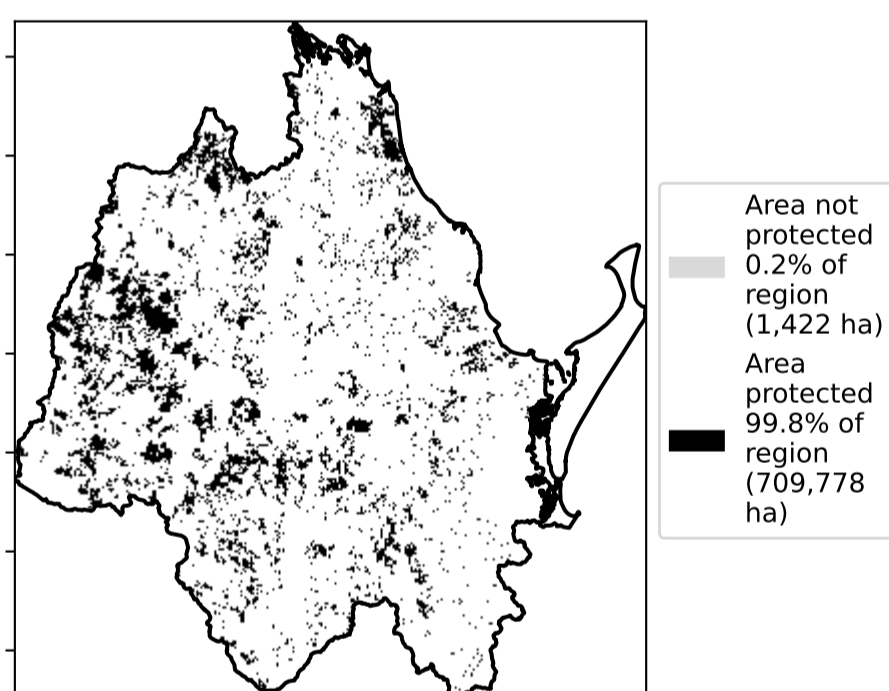 Area not
protected
0.2% of
region
(1,422 ha)
Area
protected
99.8% of
region
(709,778
ha)